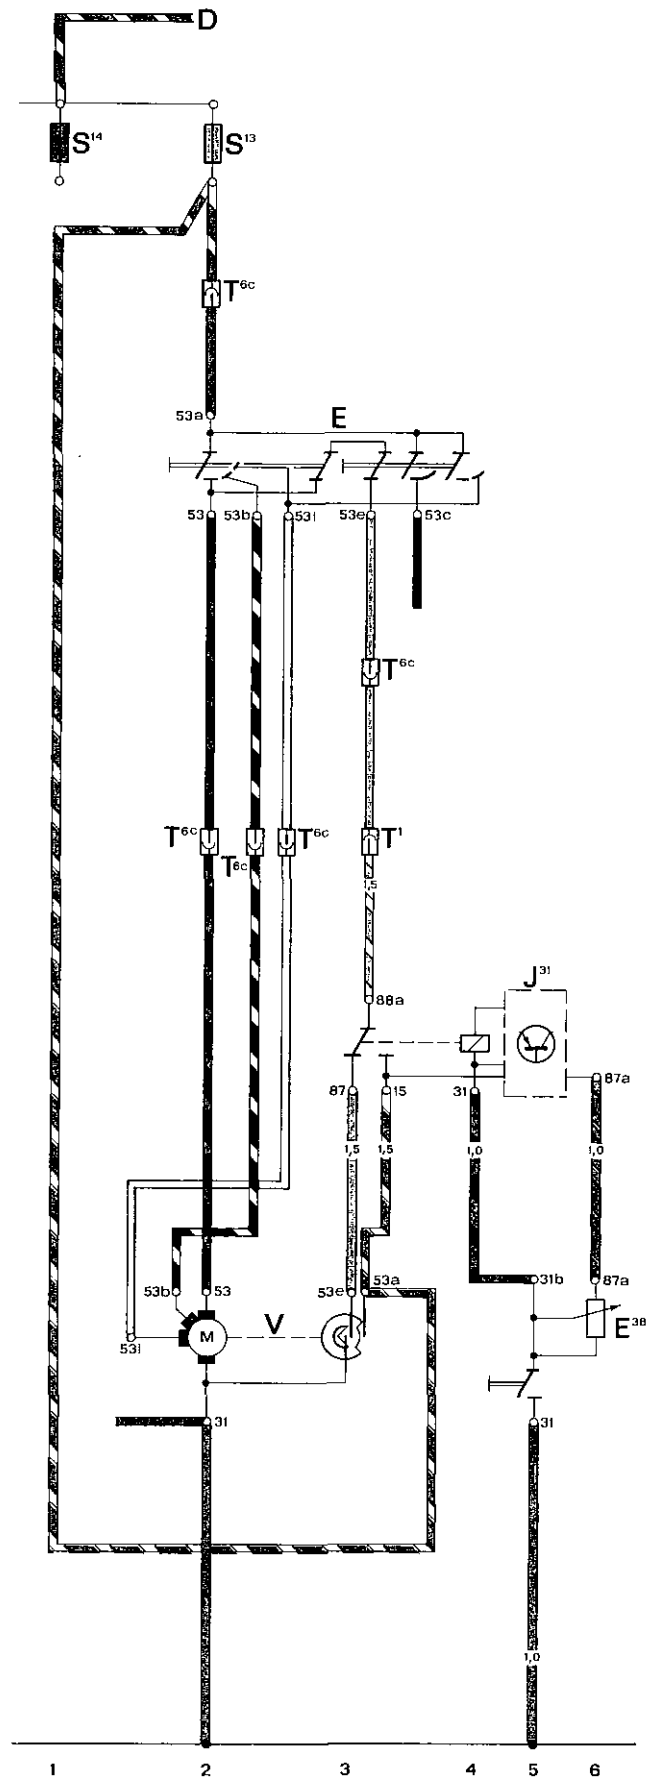 D
S14 S13
T6c
53a E
53 53b 53i 53e 53c
T6c
T6c T6c T6c T1
1,5
88a
J31
87 15 31 87a
1,5 1,5 1,0 1,0
53b 53 53e 53a 31b 87a
53i M V E38
31 31
1,0
1 2 3 4 5 6